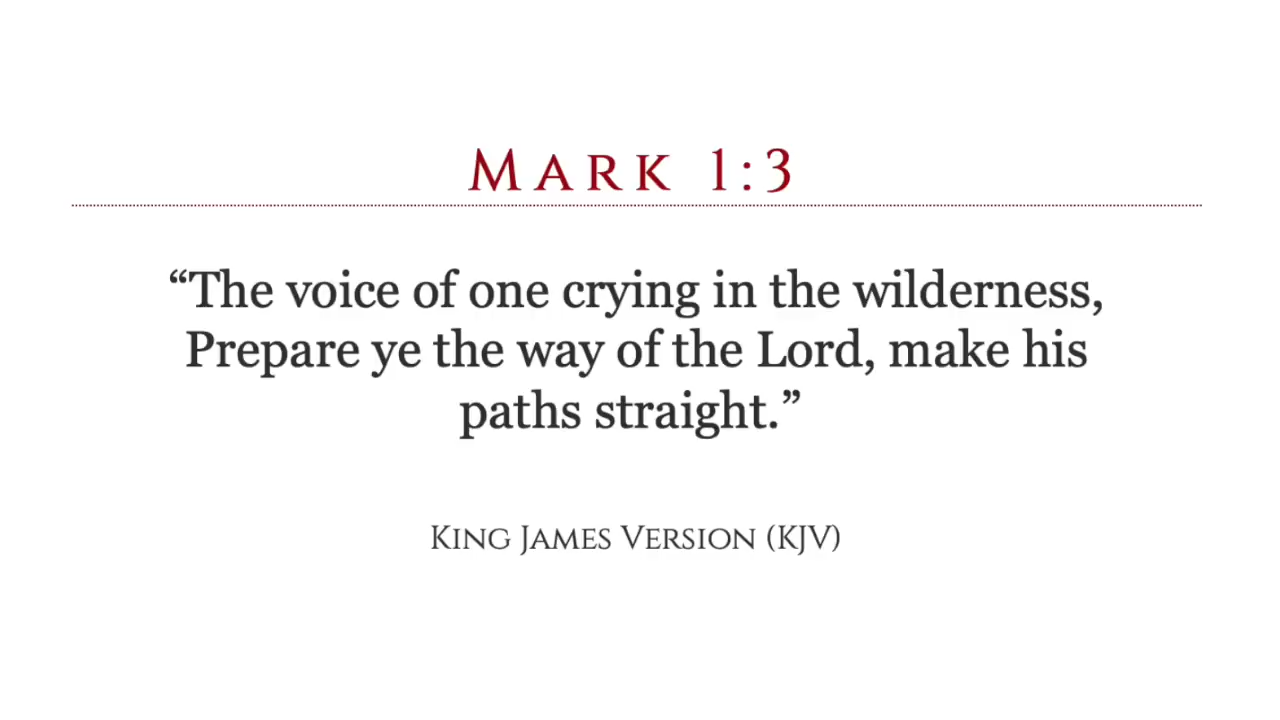 Mark 1:3
“The voice of one crying in the wilderness,
Prepare ye the way of the Lord, make his
paths straight.”
King James Version (KJV)